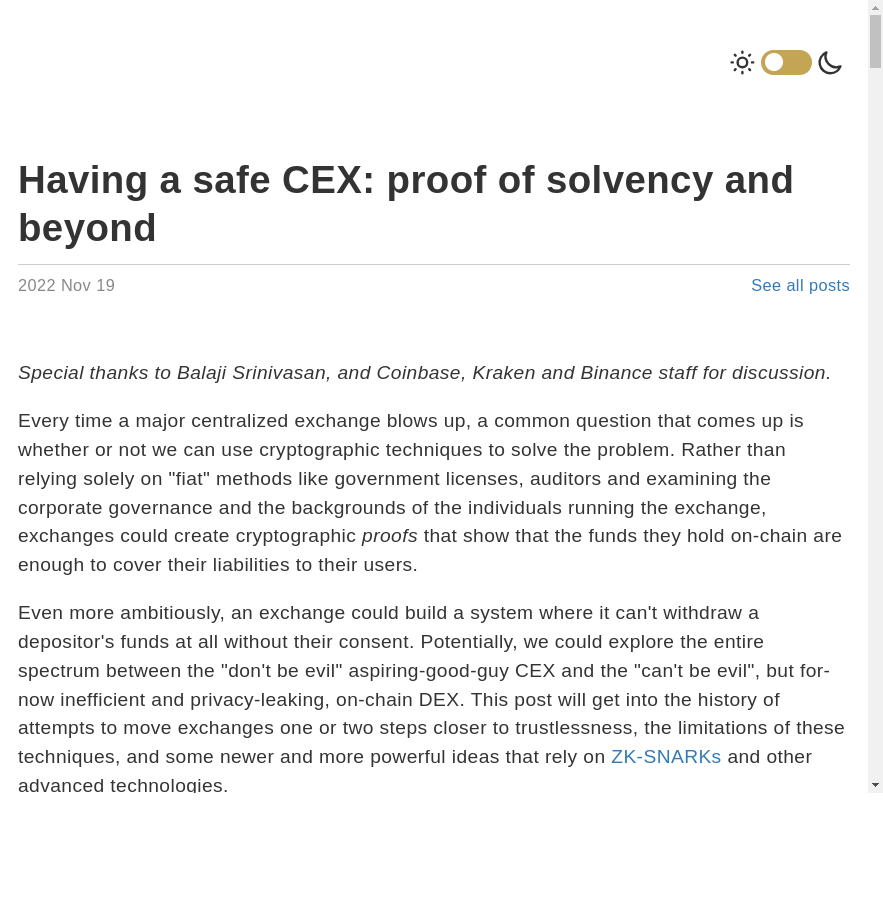 Having a safe CEX: proof of solvency and
beyond
2022 Nov 19
See all posts
Special thanks to Balaji Srinivasan, and Coinbase, Kraken and Binance staff for discussion.
Every time a major centralized exchange blows up, a common question that comes up is
whether or not we can use cryptographic techniques to solve the problem. Rather than
relying solely on "fiat" methods like government licenses, auditors and examining the
corporate governance and the backgrounds of the individuals running the exchange,
exchanges could create cryptographic proofs that show that the funds they hold on-chain are
enough to cover their liabilities to their users.
Even more ambitiously, an exchange could build a system where it can't withdraw a
depositor's funds at all without their consent. Potentially, we could explore the entire
spectrum between the "don't be evil" aspiring-good-guy CEX and the "can't be evil", but for-
now inefficient and privacy-leaking, on-chain DEX. This post will get into the history of
attempts to move exchanges one or two steps closer to trustlessness, the limitations of these
techniques, and some newer and more powerful ideas that rely on ZK-SNARKs and other
advanced technologies.